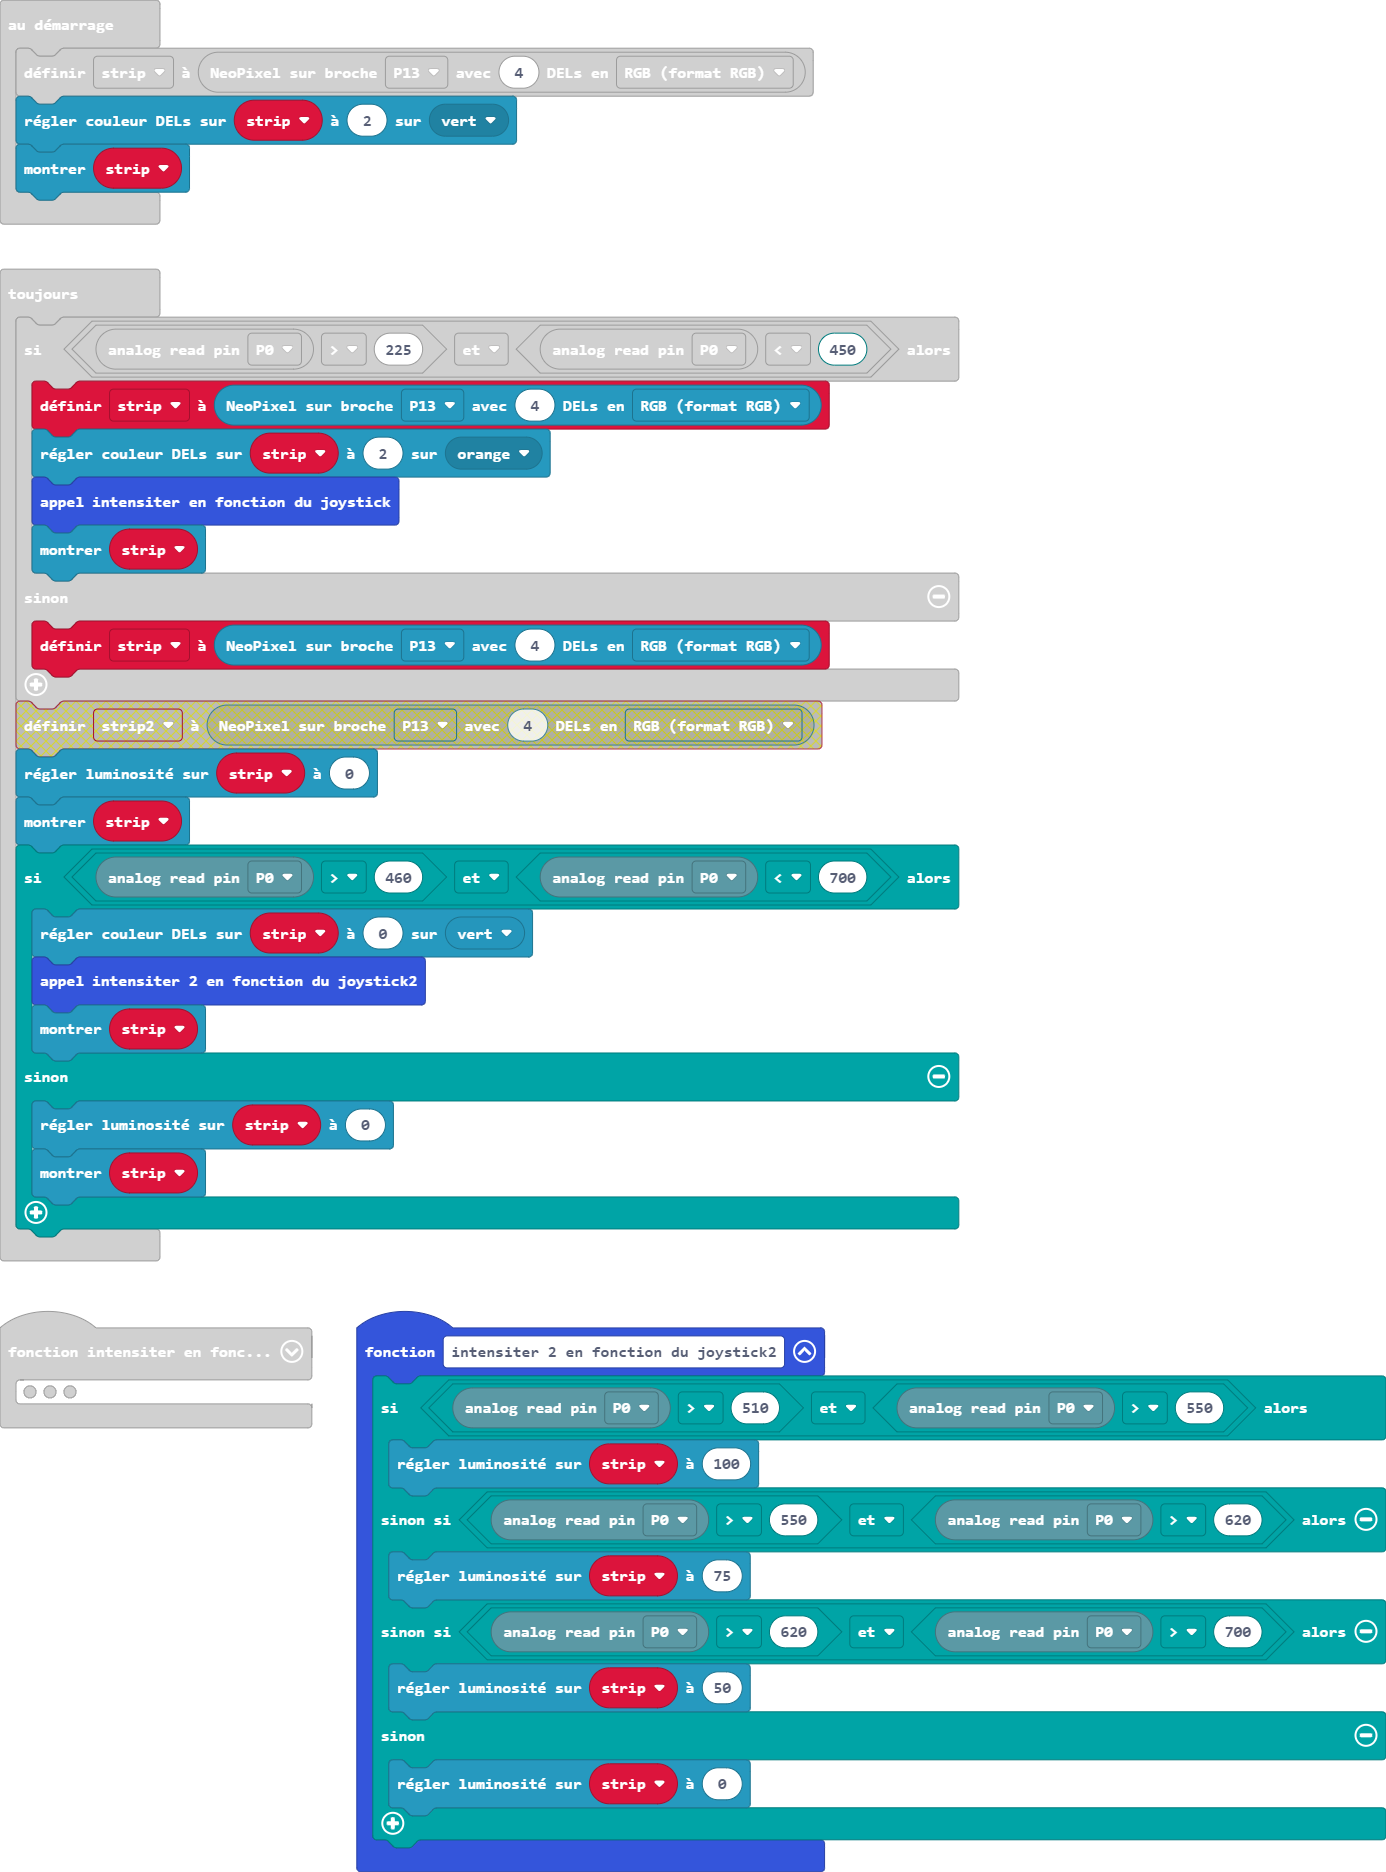 au démarrage
définir strip à NeoPixel sur broche P13 avec 4 DELs en RGB (format RGB)
régler couleur DELs sur strip à 2 sur vert
montrer strip
toujours
si analog read pin P0 > 225 et analog read pin P0 < 450 alors
définir strip à NeoPixel sur broche P13 avec 4 DELs en RGB (format RGB)
régler couleur DELs sur strip à 2 sur orange
appel intensiter en fonction du joystick
montrer strip
sinon
définir strip à NeoPixel sur broche P13 avec 4 DELs en RGB (format RGB)
définir strip2 à NeoPixel sur broche P13 avec 4 DELs en RGB (format RGB)
régler luminosité sur strip à 0
montrer strip
si analog read pin P0 > 460 et analog read pin P0 < 700 alors
régler couleur DELs sur strip à 0 sur vert
appel intensiter 2 en fonction du joystick2
montrer strip
sinon
régler luminosité sur strip à 0
montrer strip
fonction intensiter en fonc...
fonction intensiter 2 en fonction du joystick2
si analog read pin P0 > 510 et analog read pin P0 > 550 alors
régler luminosité sur strip à 100
sinon si analog read pin P0 > 550 et analog read pin P0 > 620 alors
régler luminosité sur strip à 75
sinon si analog read pin P0 > 620 et analog read pin P0 > 700 alors
régler luminosité sur strip à 50
sinon
régler luminosité sur strip à 0